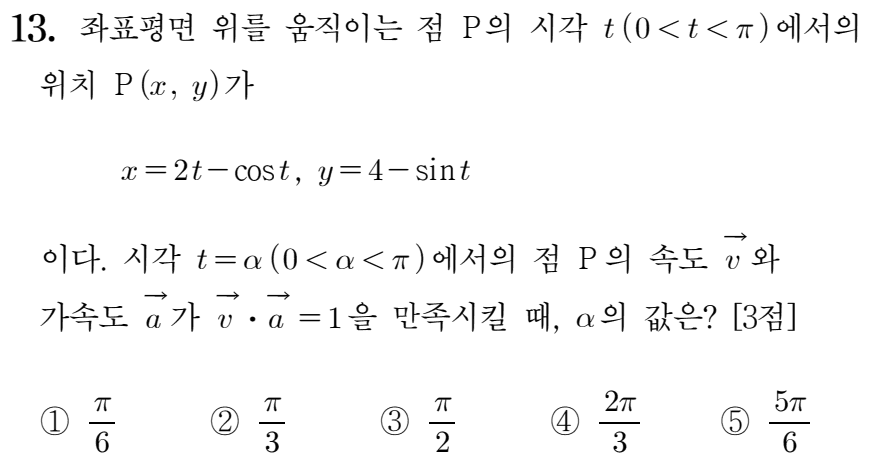 13. 좌표평면 위를 움직이는 점 P의 시각 t(0<t<π)에서의
위치 P(x, y)가
x=2t−cost, y=4−sint
이다. 시각 t=α(0<α<π)에서의 점 P의 속도 v⃗와
가속도 a⃗가 v⃗・a⃗=1을 만족시킬 때, α의 값은? [3점]
① π/6 ② π/3 ③ π/2 ④ 2π/3 ⑤ 5π/6